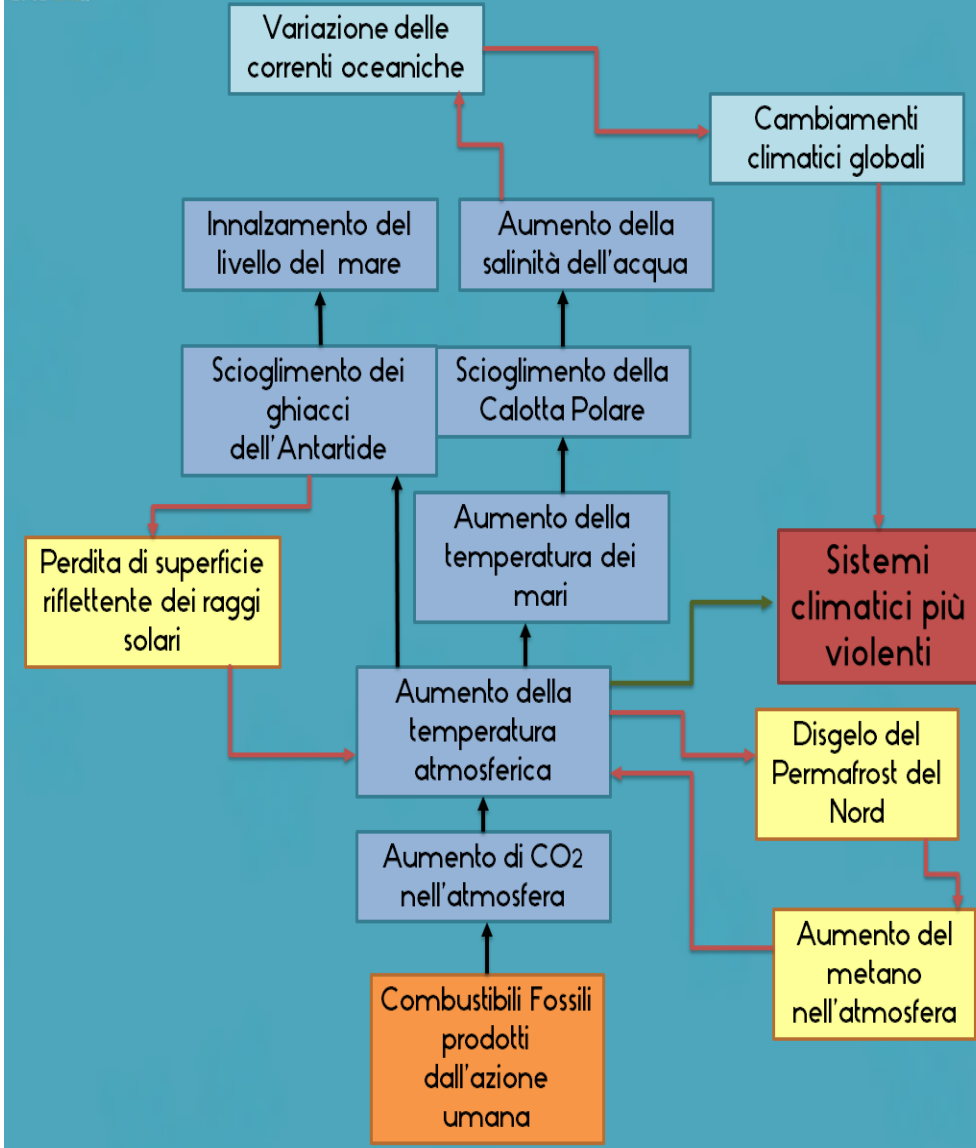 Variazione delle
correnti oceaniche
Cambiamenti
climatici globali
Innalzamento del
livello del mare
Aumento della
salinità dell'acqua
Scioglimento dei
ghiacci
dell'Antartide
Scioglimento della
Calotta Polare
Aumento della
temperatura dei
mari
Perdita di superficie
riflettente dei raggi
solari
Sistemi
climatici più
violenti
Aumento della
temperatura
atmosferica
Disgelo del
Permafrost del
Nord
Aumento di CO2
nell'atmosfera
Aumento del
metano
nell'atmosfera
Combustibili Fossili
prodotti
dall'azione
umana